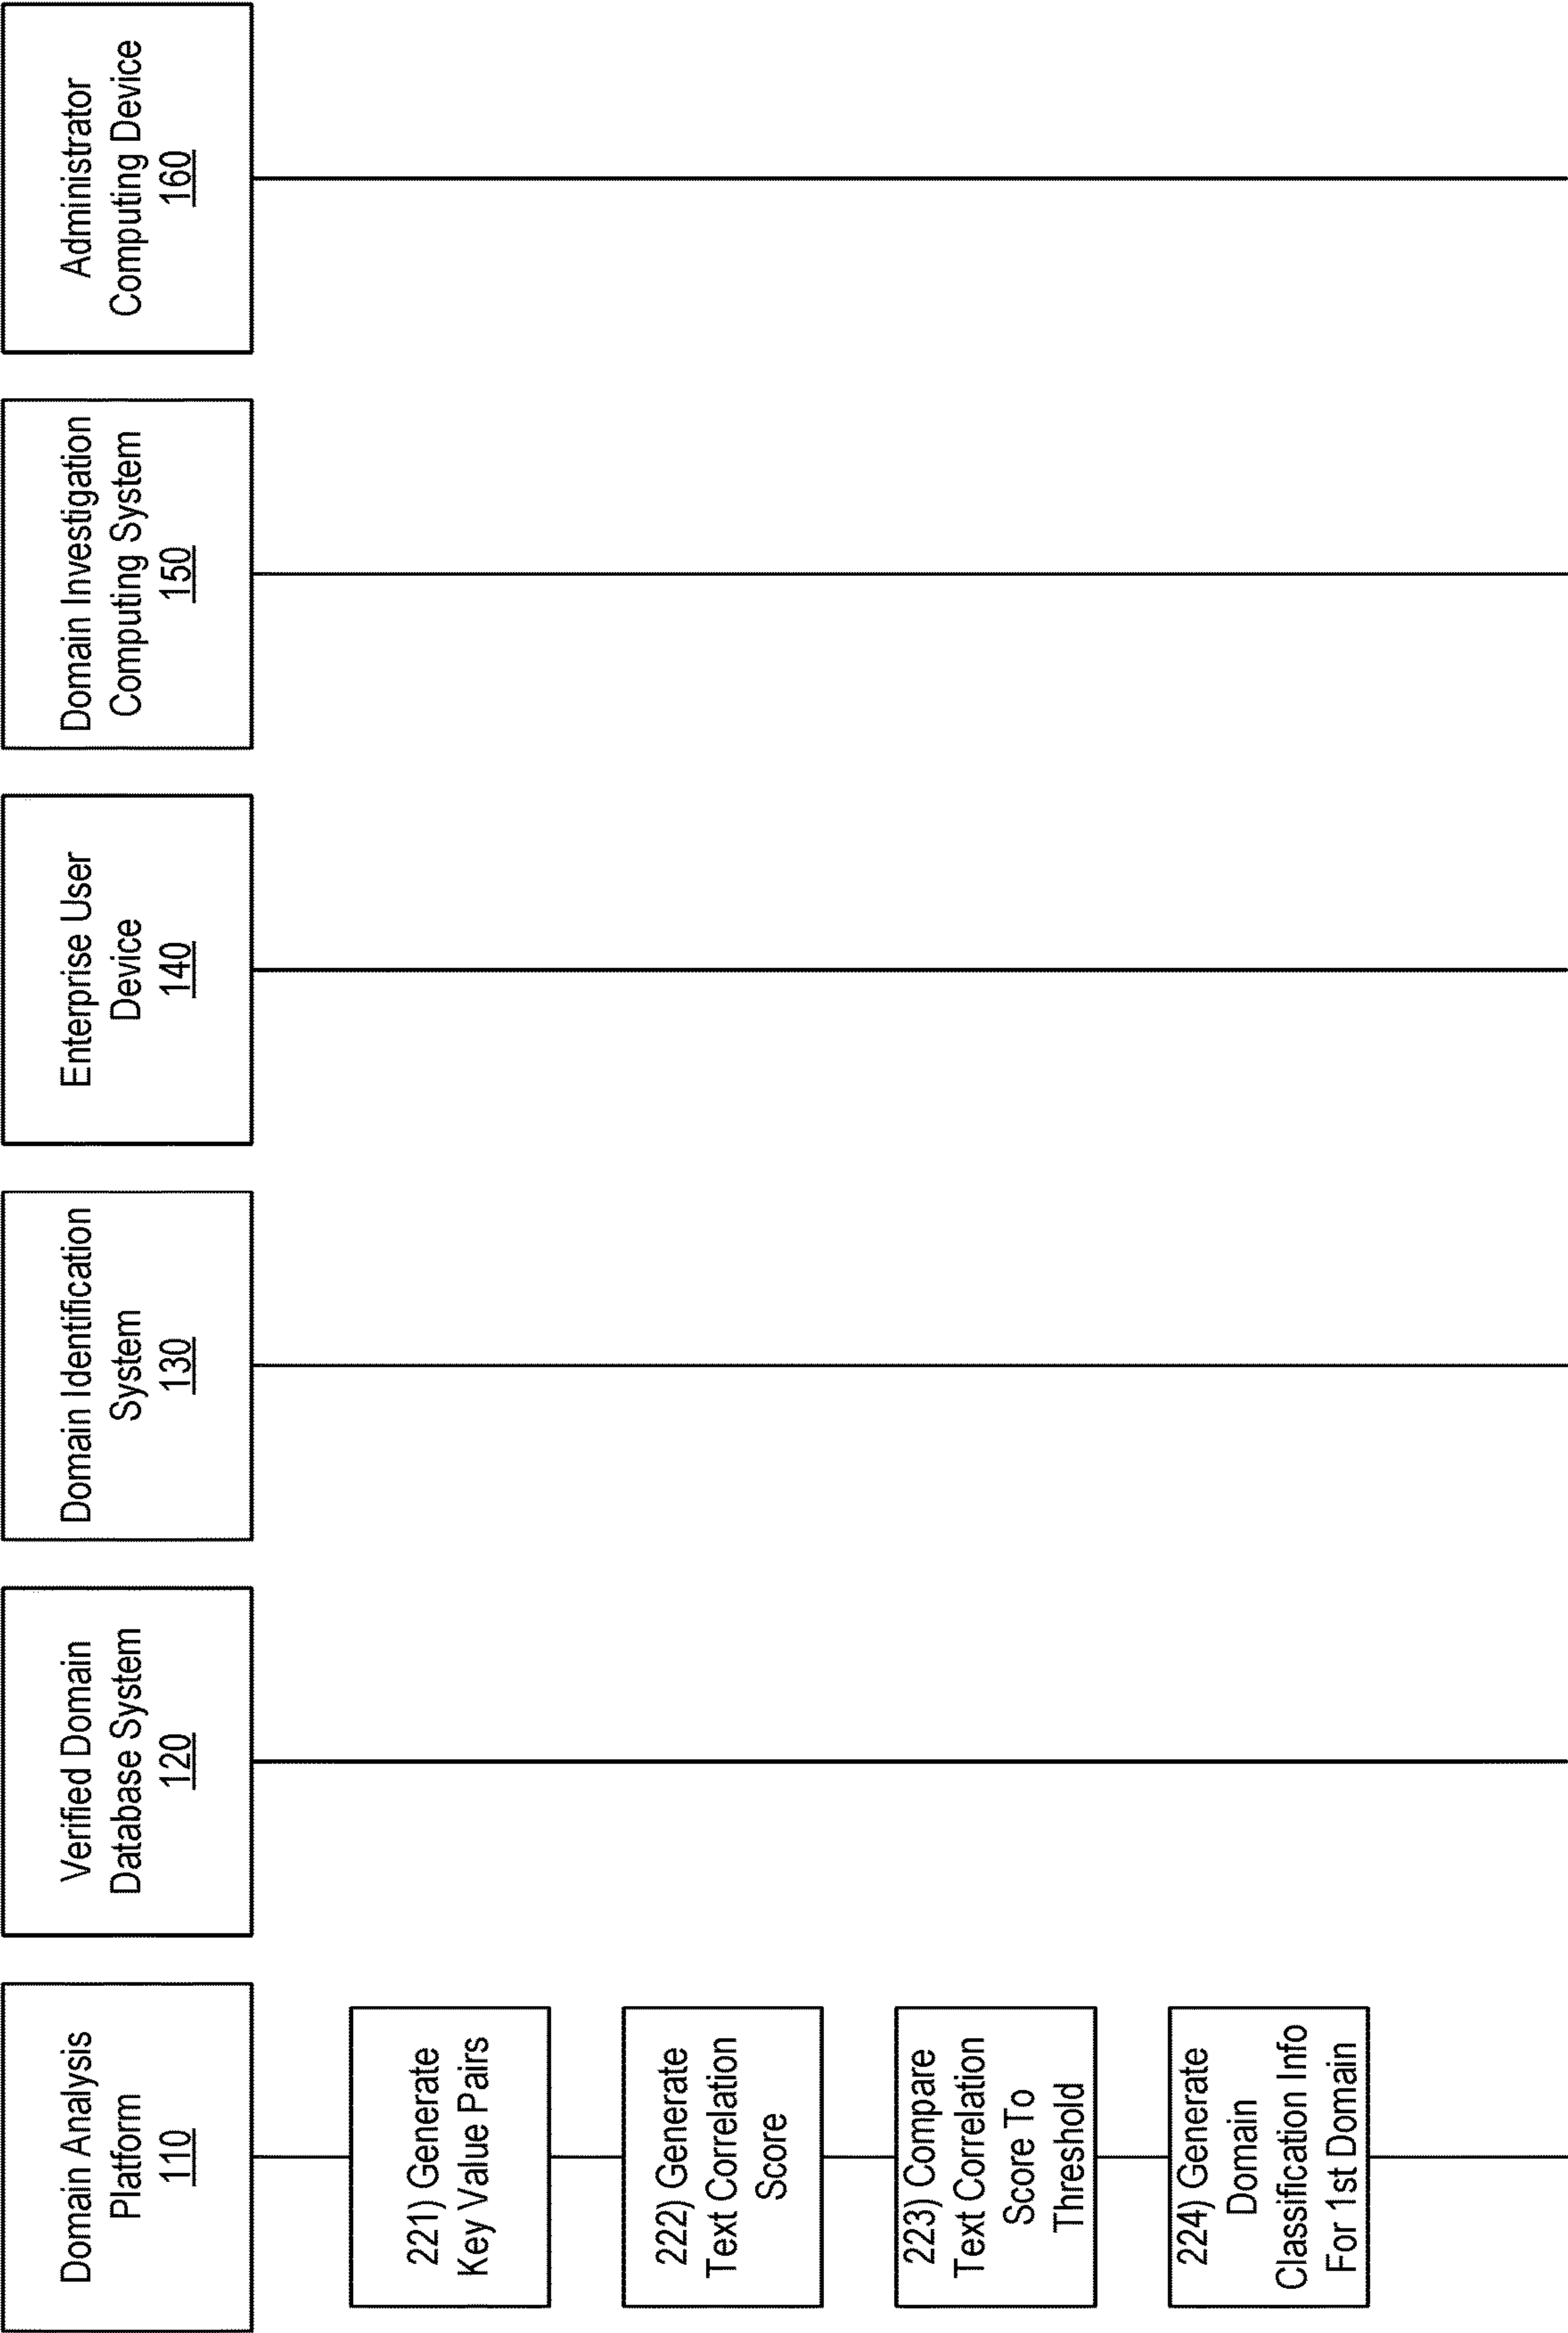 Domain Analysis
Platform
110
Verified Domain
Database System
120
Domain Identification
System
130
Enterprise User
Device
140
Domain Investigation
Computing System
150
Administrator
Computing Device
160
221) Generate
Key Value Pairs
222) Generate
Text Correlation
Score
223) Compare
Text Correlation
Score To
Threshold
224) Generate
Domain
Classification Info
For 1st Domain